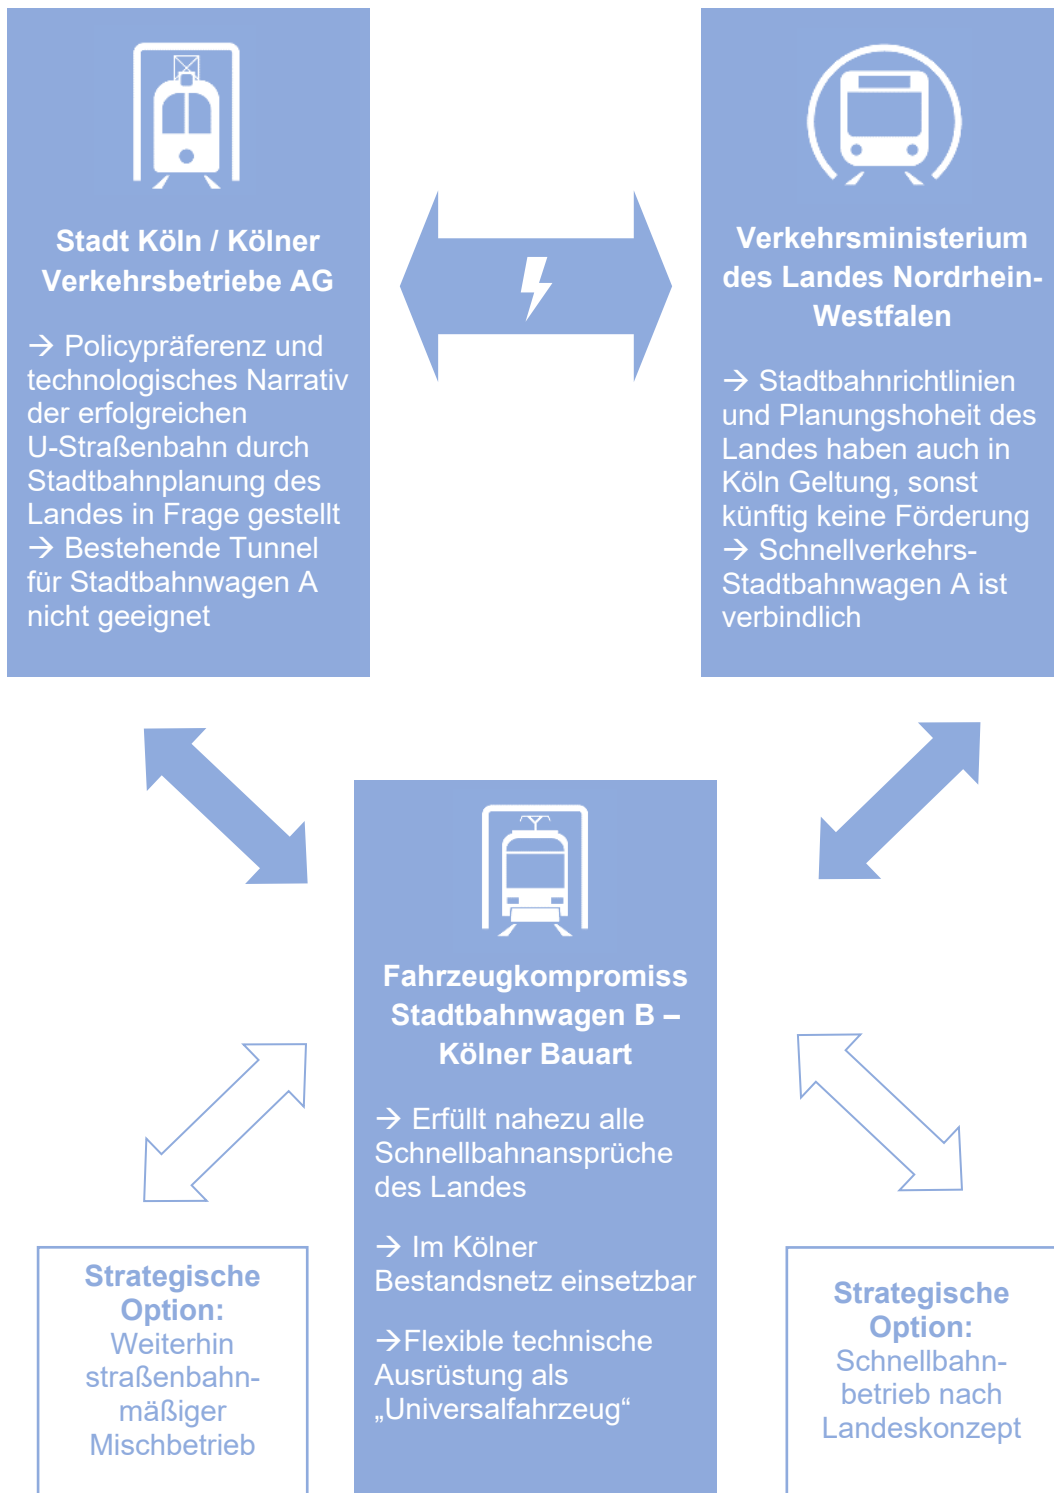 Stadt Köln / Kölner
Verkehrsbetriebe AG
→ Policypräferenz und
technologisches Narrativ
der erfolgreichen
U-Straßenbahn durch
Stadtbahnplanung des
Landes in Frage gestellt
→ Bestehende Tunnel
für Stadtbahnwagen A
nicht geeignet
Verkehrsministerium
des Landes Nordrhein-
Westfalen
→ Stadtbahnrichtlinien
und Planungshoheit des
Landes haben auch in
Köln Geltung, sonst
künftig keine Förderung
→ Schnellverkehrs-
Stadtbahnwagen A ist
verbindlich
Fahrzeugkompromiss
Stadtbahnwagen B –
Kölner Bauart
→ Erfüllt nahezu alle
Schnellbahnansprüche
des Landes
→ Im Kölner
Bestandsnetz einsetzbar
→Flexible technische
Ausrüstung als
„Universalfahrzeug“
Strategische
Option:
Weiterhin
straßenbahn-
mäßiger
Mischbetrieb
Strategische
Option:
Schnellbahn-
betrieb nach
Landeskonzept